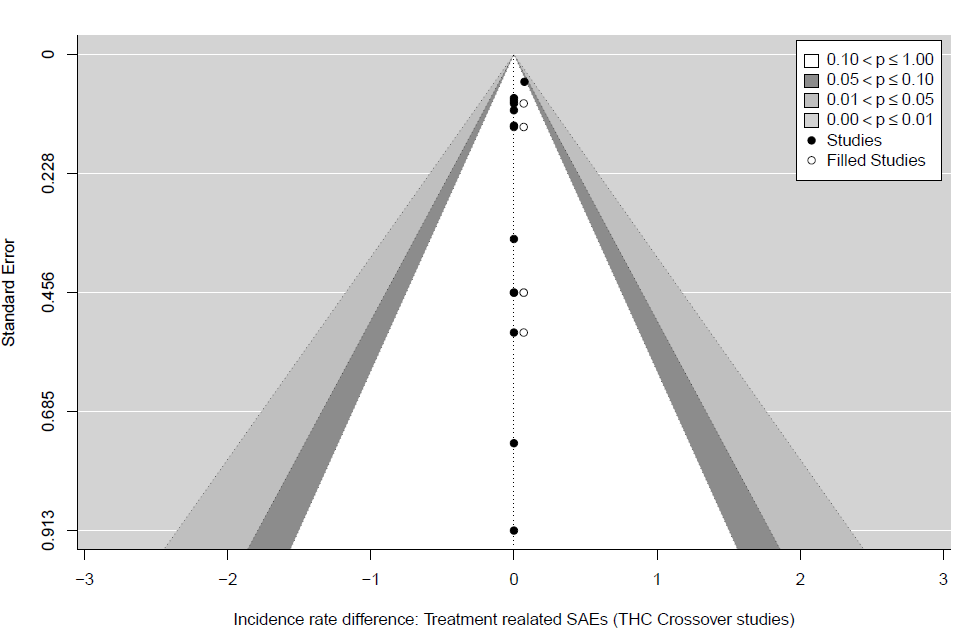 0.10 < p ≤ 1.00
0.05 < p ≤ 0.10
0.01 < p ≤ 0.05
0.00 < p ≤ 0.01
Studies
Filled Studies
Standard Error
0
0.228
0.456
0.685
0.913
−3 −2 −1 0 1 2 3
Incidence rate difference: Treatment realated SAEs (THC Crossover studies)